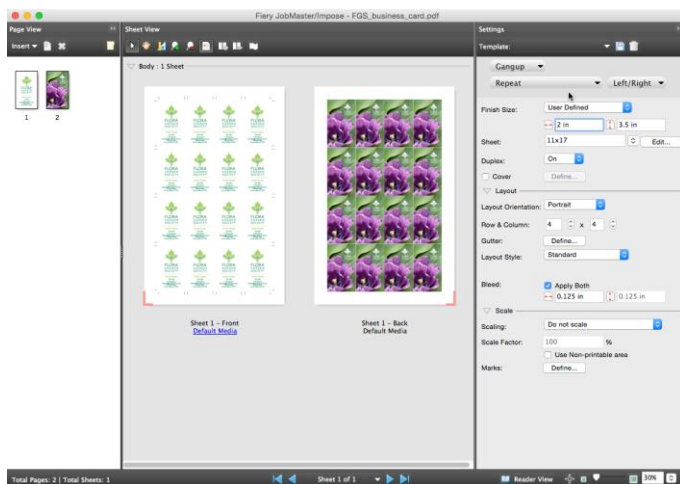 Fiery JobMaster/Impose - FGS_business_card.pdf
Page View
Sheet View
Settings
Insert
Template:
Body : 1 Sheet
Gangup
Repeat
Left/Right
1
2
Finish Size:
User Defined
2 in
3.5 in
Sheet:
11x17
Edit...
Duplex:
On
Cover
Define...
Layout
Layout Orientation:
Portrait
Row & Column:
4 x 4
Gutter:
Define...
Layout Style:
Standard
Bleed:
Apply Both
0.125 in
0.125 in
Sheet 1 - Front
Default Media
Sheet 1 - Back
Default Media
Scale
Scaling:
Do not scale
Scale Factor:
100 %
Use Non-printable area
Marks:
Define...
Total Pages: 2 | Total Sheets: 1
Sheet 1 of 1
Reader View
30%